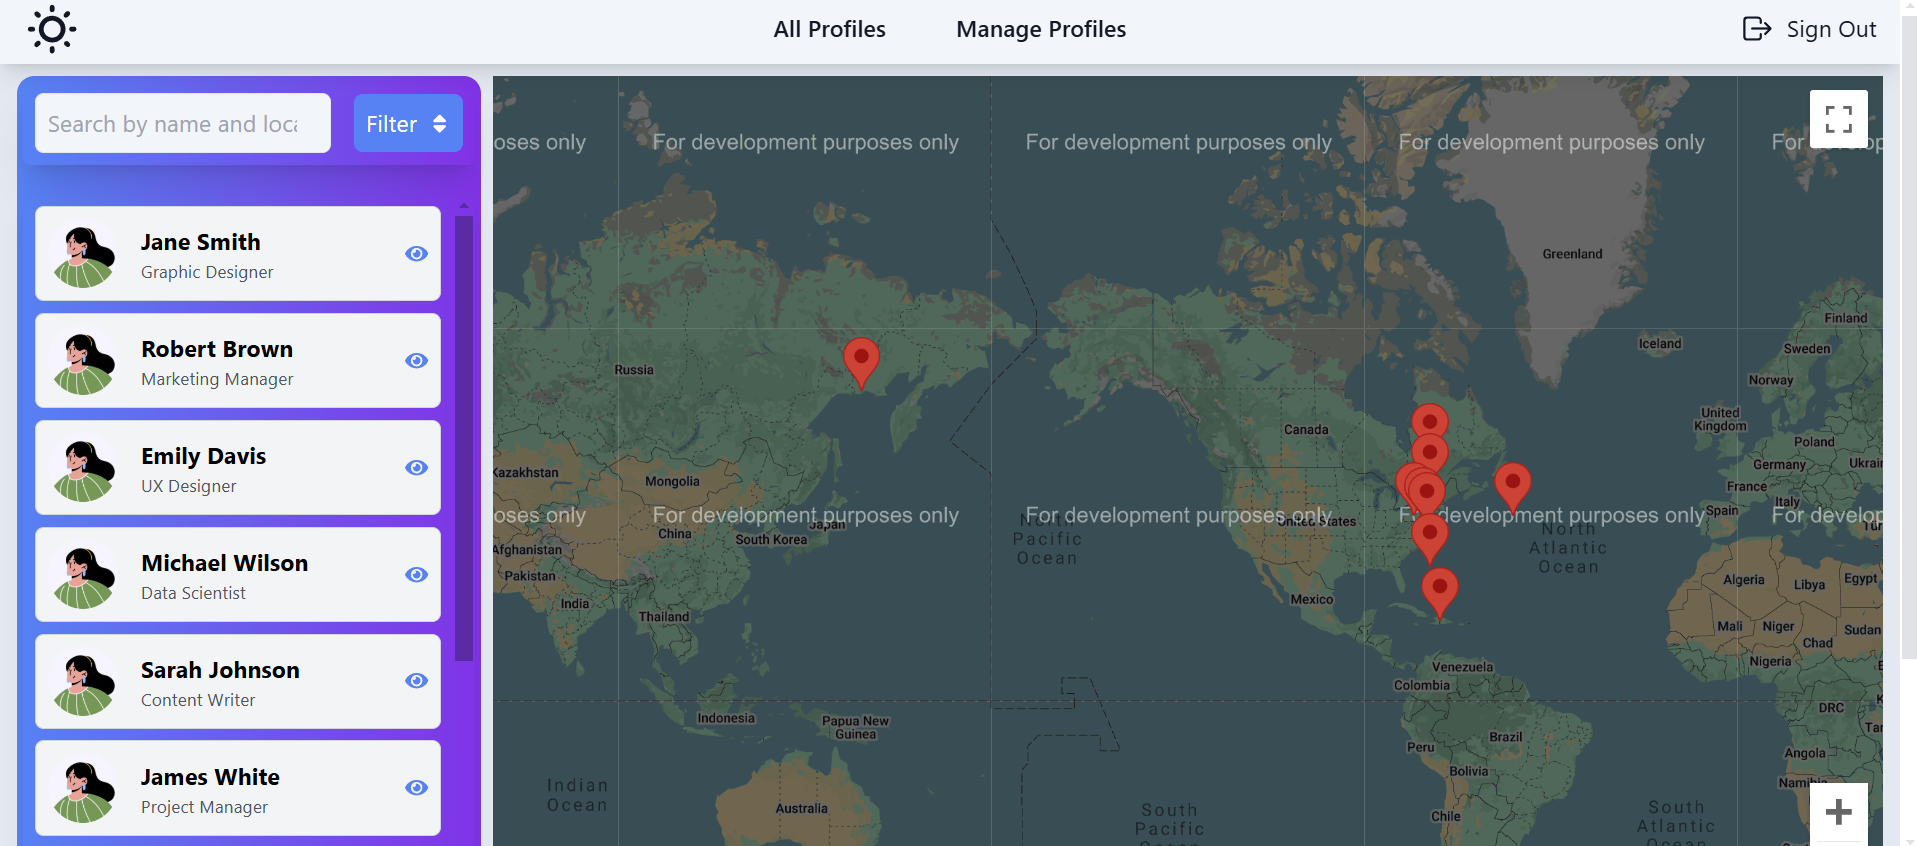 All Profiles
Manage Profiles
Sign Out
Search by name and loca
Filter
Jane Smith
Graphic Designer
Robert Brown
Marketing Manager
Emily Davis
UX Designer
Michael Wilson
Data Scientist
Sarah Johnson
Content Writer
James White
Project Manager
oses only
For development purposes only
For development purposes only
For development purposes only
Greenland
Finland
Iceland
Sweden
Russia
Norway
United
Kingdom
Canada
Poland
Germany
Ukrain
Kazakhstan
Mongolia
France
Italy
Spain
oses only
For development purposes only
For development purposes only
For development purposes only
For develop
Japan
United States
North
Pacific
Ocean
North
Atlantic
Ocean
China
South Korea
Afghanistan
Pakistan
India
Thailand
Mexico
Algeria
Libya
Egypt
Mali
Niger
Chad
Sudan
Nigeria
Venezuela
Colombia
DRC
Indonesia
Papua New
Guinea
Brazil
Peru
Angola
Bolivia
Indian
Ocean
Australia
South
Pacific
Ocean
Chile
South
Atlantic
Ocean